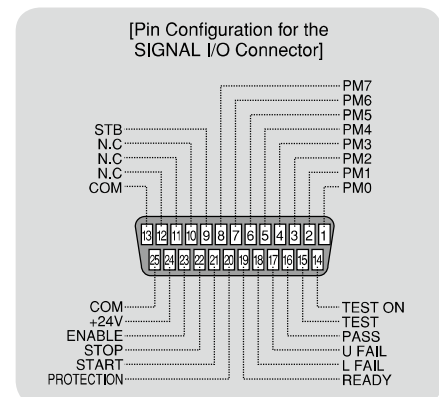 [Pin Configuration for the
SIGNAL I/O Connector]
PM7
PM6
PM5
PM4
PM3
PM2
PM1
PM0
STB
N.C
N.C
N.C
COM
13 12 11 10 9 8 7 6 5 4 3 2 1
25 24 23 22 21 20 19 18 17 16 15 14
COM
+24V
ENABLE
STOP
START
PROTECTION
TEST ON
TEST
PASS
U FAIL
L FAIL
READY